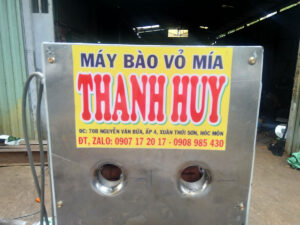 MÁY BÀO VỎ MÍA
THANH HUY
ĐC: 70B NGUYỄN VĂN BỨA, ẤP 4, XUÂN THỚI SƠN, HÓC MÔN
ĐT, ZALO: 0907 17 20 17 - 0908 985 430